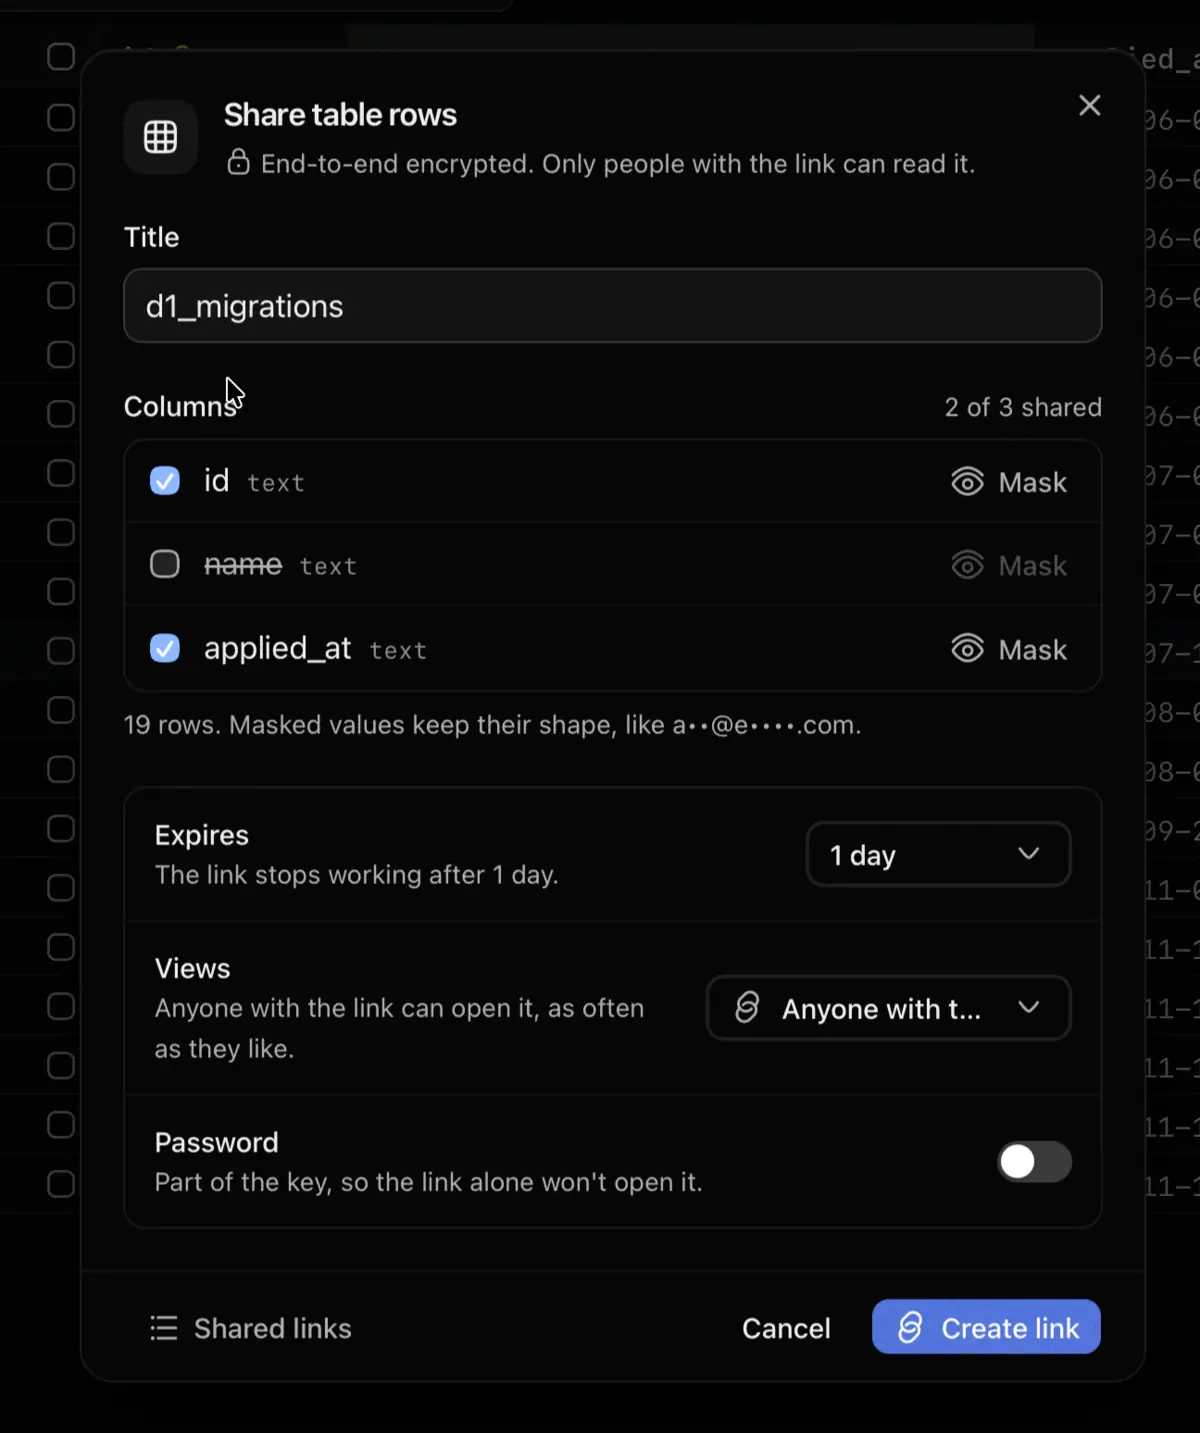 Share table rows
End-to-end encrypted. Only people with the link can read it.
Title
d1_migrations
Columns
2 of 3 shared
id text
Mask
name text
Mask
applied_at text
Mask
19 rows. Masked values keep their shape, like a••@e••••.com.
Expires
The link stops working after 1 day.
1 day
Views
Anyone with the link can open it, as often
as they like.
Anyone with t...
Password
Part of the key, so the link alone won't open it.
Shared links
Cancel
Create link